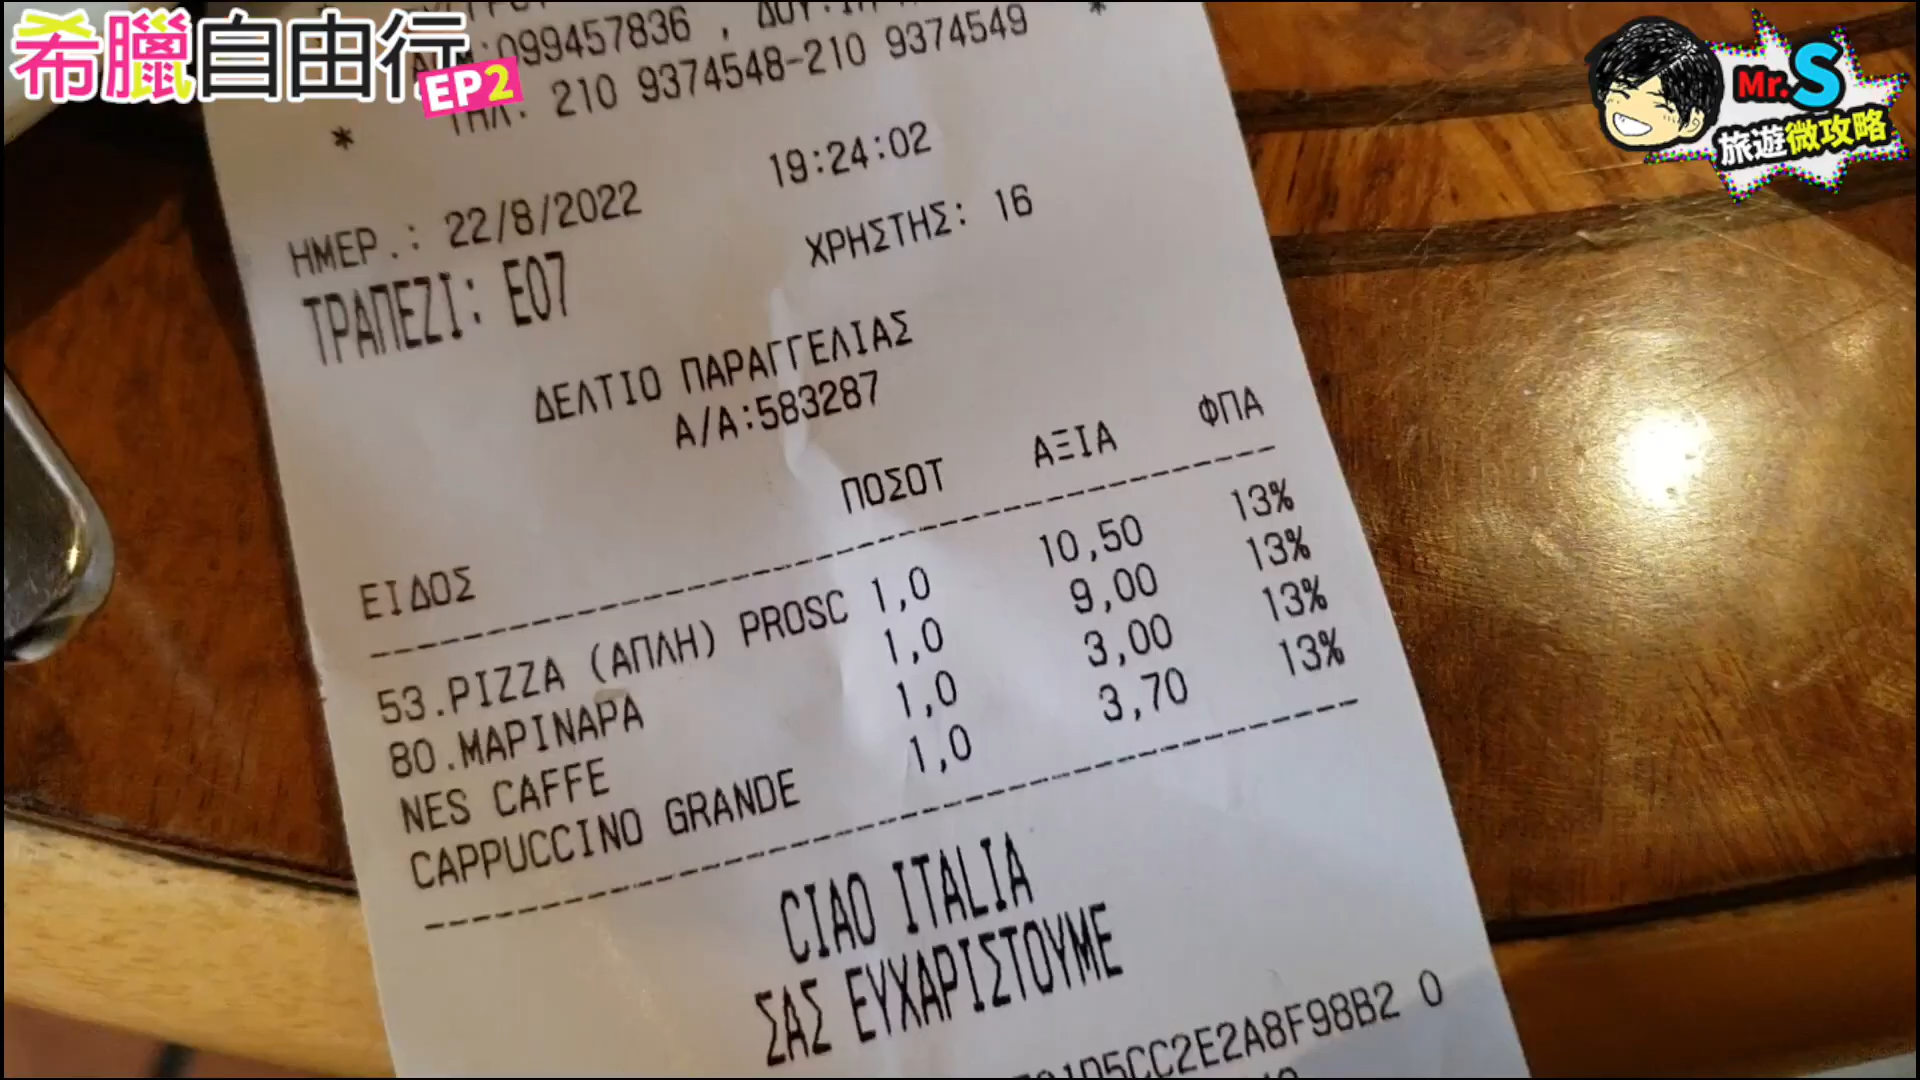 希臘自由行
EP2
Mr.S
旅遊微攻略
:099457836 , ΔΟΥ:
* ΤΗΛ: 210 9374548-210 9374549 *
ΗΜΕΡ.: 22/8/2022 19:24:02
ΤΡΑΠΕΖΙ: Ε07 ΧΡΗΣΤΗΣ: 16
ΔΕΛΤΙΟ ΠΑΡΑΓΓΕΛΙΑΣ
Α/Α:583287
ΕΙΔΟΣ ΠΟΣΟΤ ΑΞΙΑ ΦΠΑ
53.PIZZA (ΑΠΛΗ) PROSC 1,0 10,50 13%
80.ΜΑΡΙΝΑΡΑ 1,0 9,00 13%
NES CAFFE 1,0 3,00 13%
CAPPUCCINO GRANDE 1,0 3,70 13%
CIAO ITALIA
ΣΑΣ ΕΥΧΑΡΙΣΤΟΥΜΕ
D5CC2E2A8F98B2 0